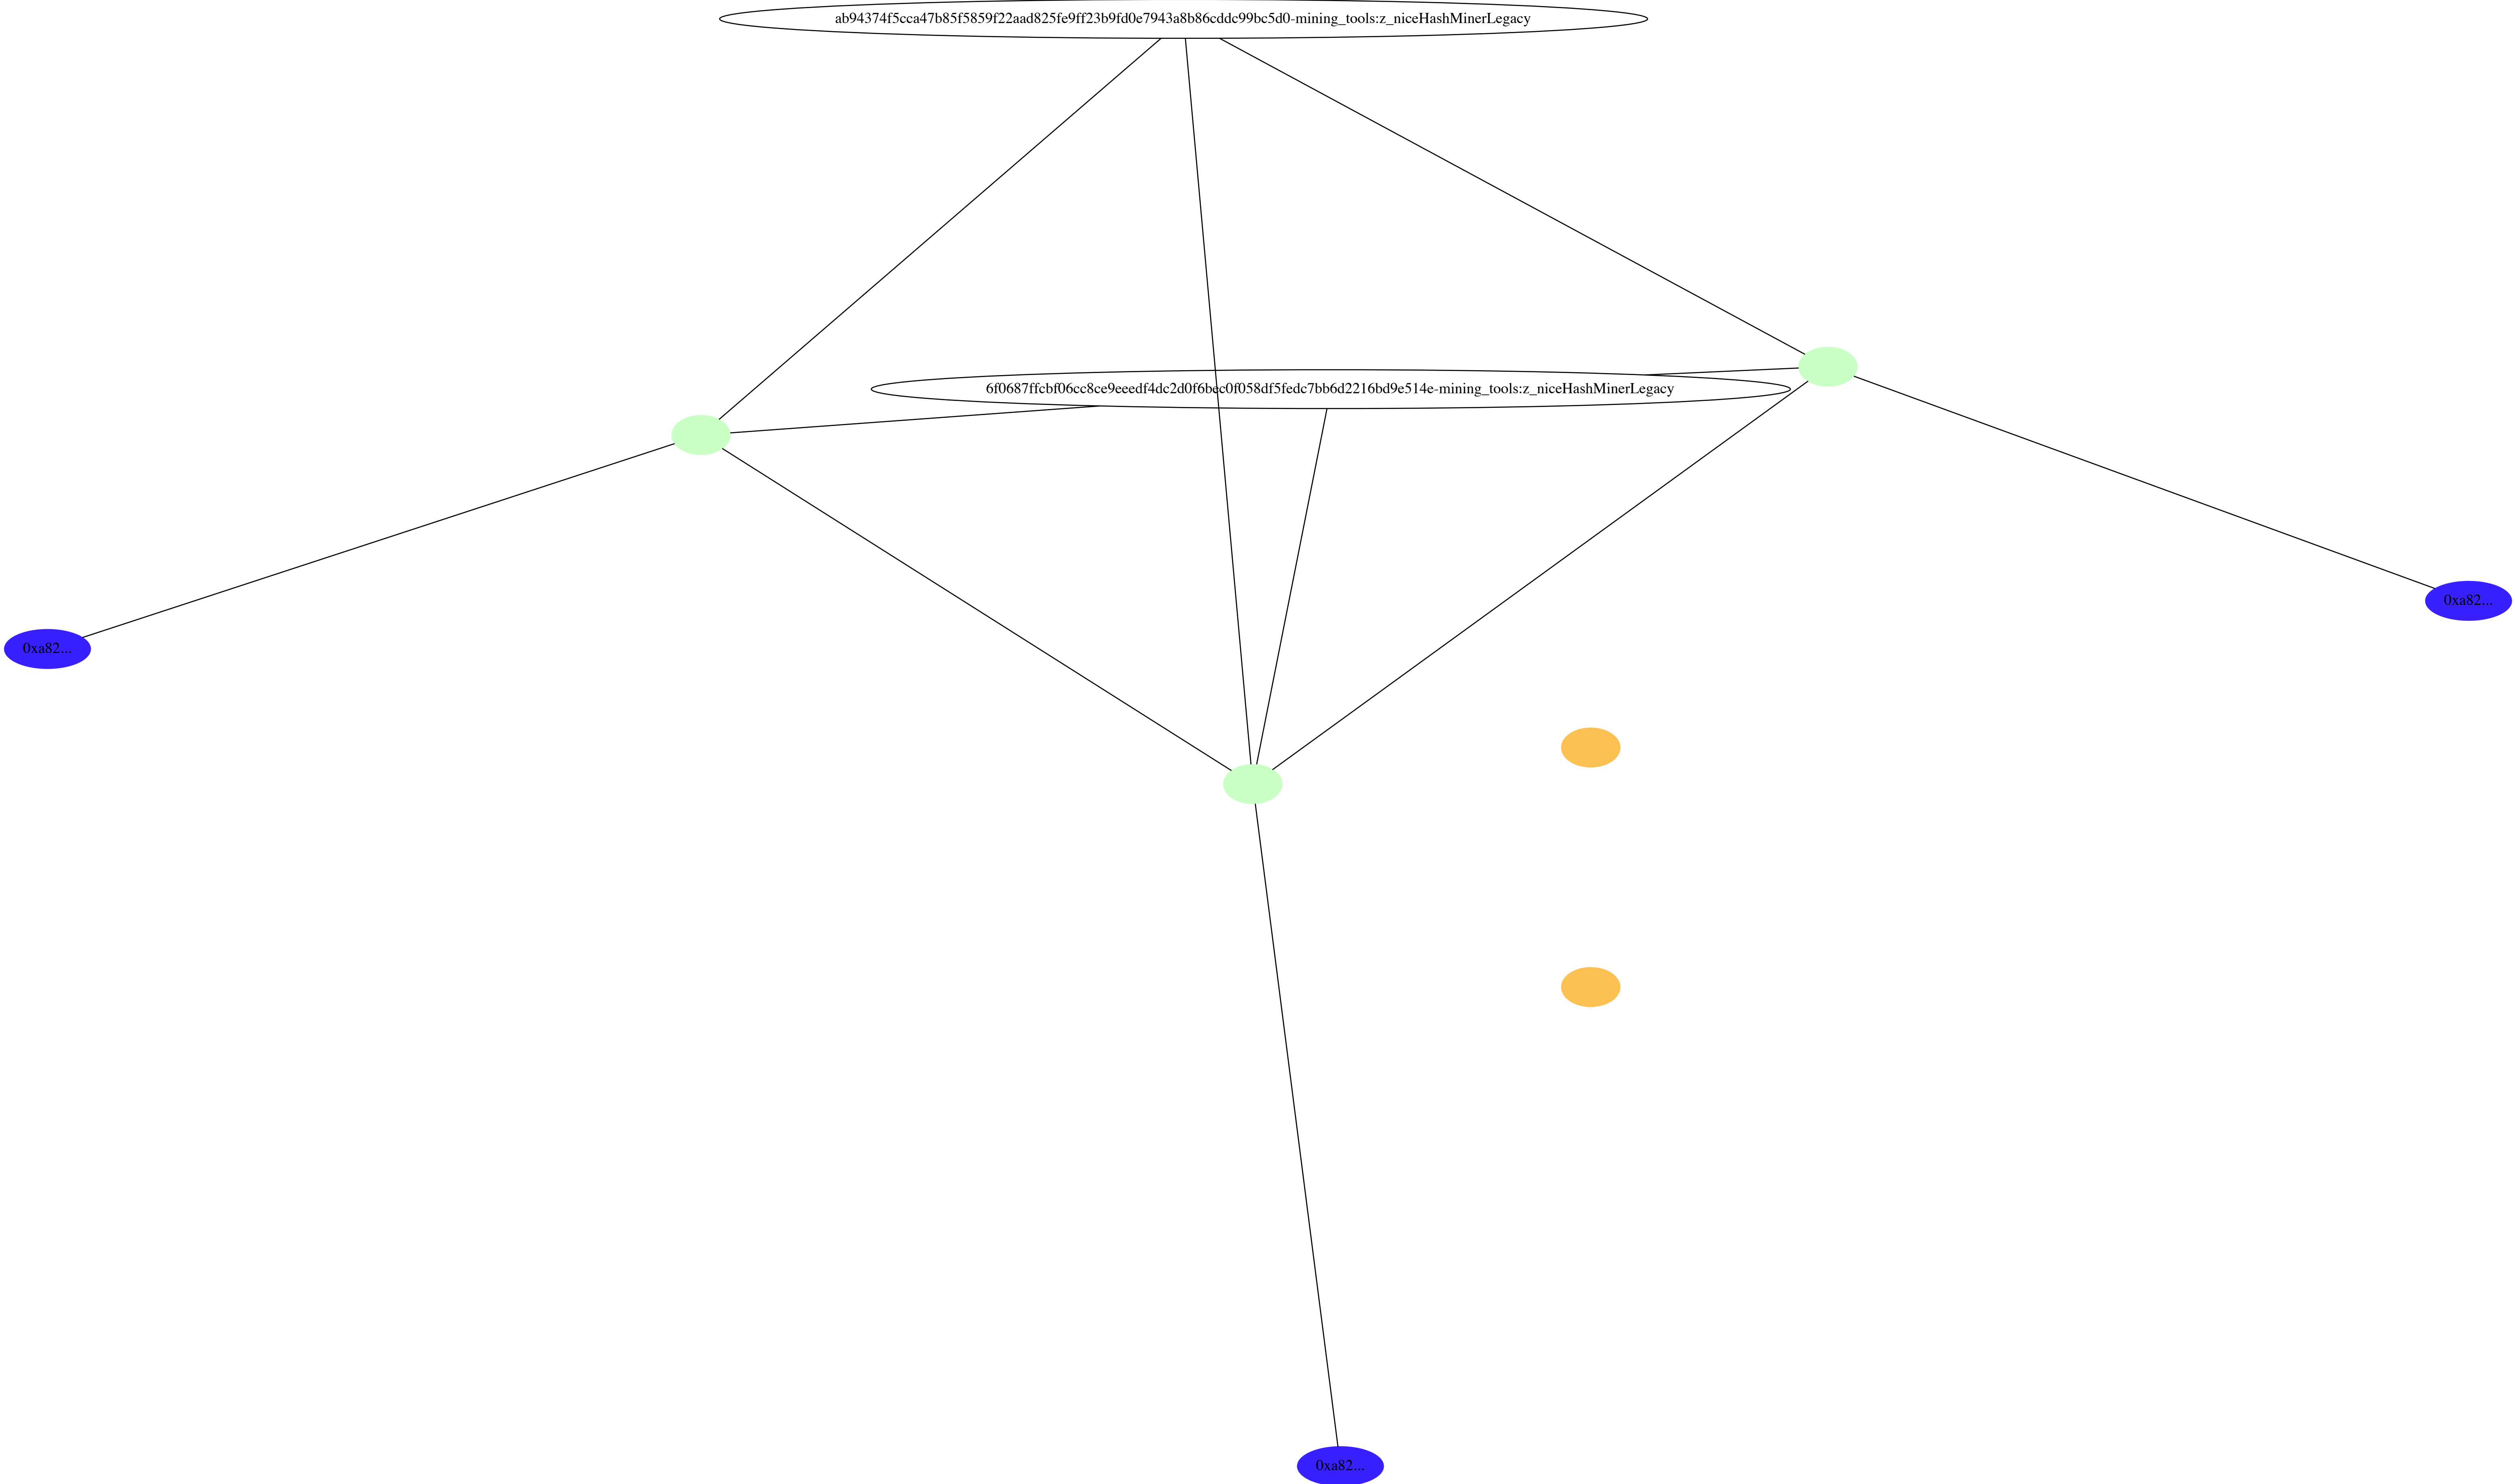 ab94374f5cca47b85f5859f22aad825fe9ff23b9fd0e7943a8b86cddc99bc5d0-mining_tools:z_niceHashMinerLegacy
6f0687ffcbf06cc8ce9eeedf4dc2d0f6bec0f058df5fedc7bb6d2216bd9e514e-mining_tools:z_niceHashMinerLegacy
0xa82...
0xa82...
0xa82...